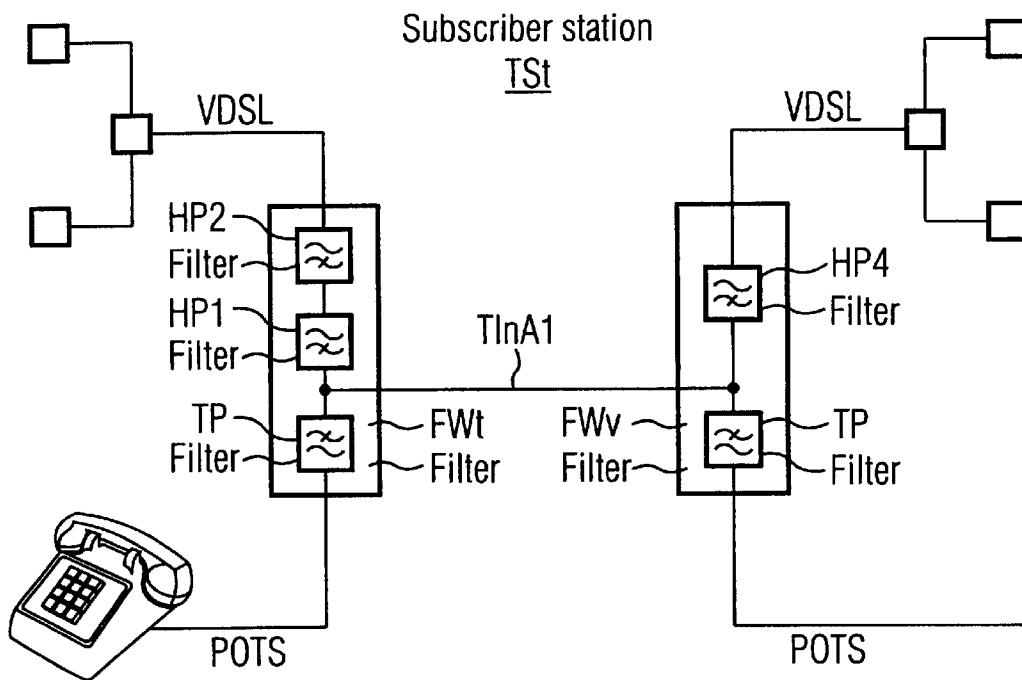 Subscriber station
TSt
VDSL
VDSL
HP2
Filter
HP1
Filter
TP
Filter
FWt
Filter
TlnA1
HP4
Filter
FWv
Filter
TP
Filter
POTS
POTS